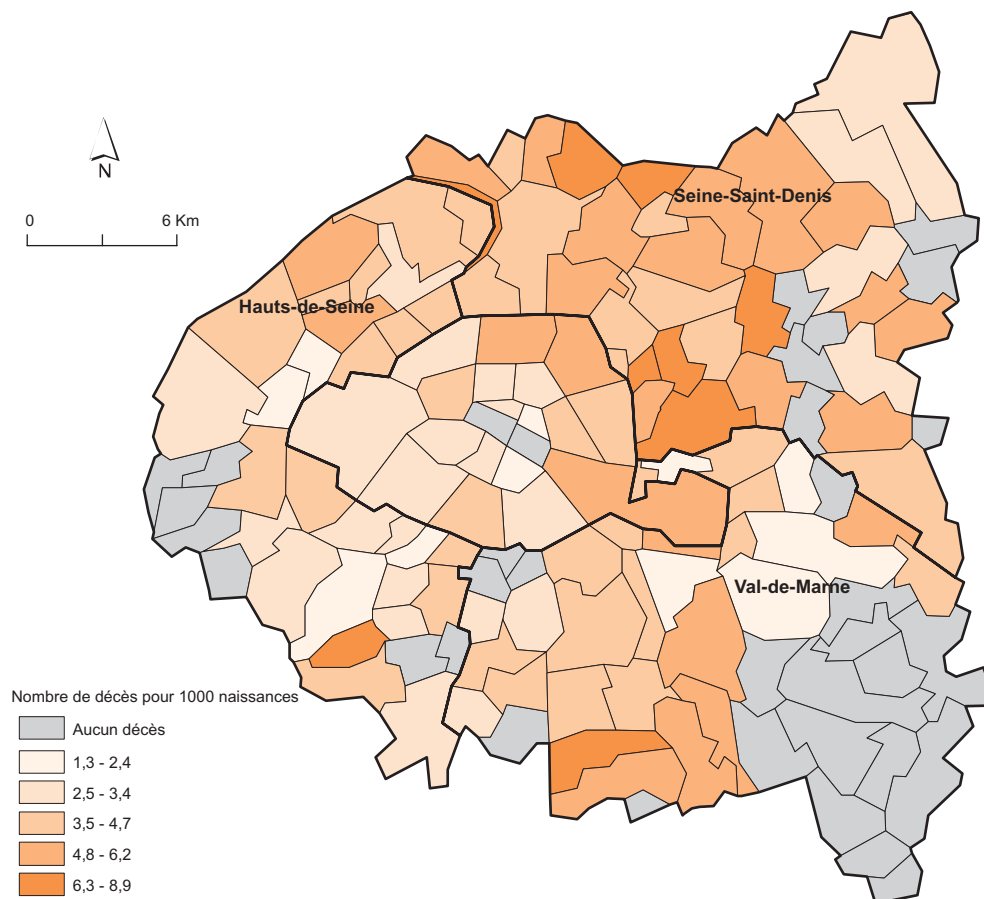 Seine-Saint-Denis
N
0 6 Km
Hauts-de-Seine
Val-de-Marne
Nombre de décès pour 1000 naissances
Aucun décès
1,3 - 2,4
2,5 - 3,4
3,5 - 4,7
4,8 - 6,2
6,3 - 8,9